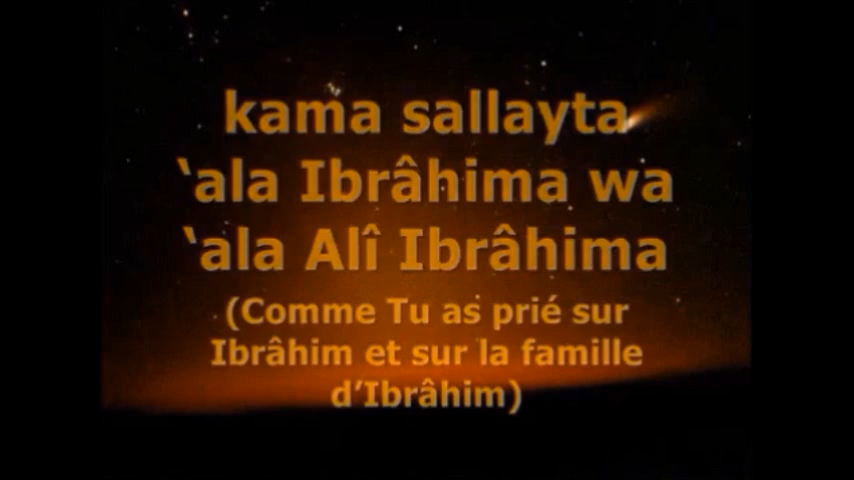 kama sallayta
‘ala Ibrâhima wa
‘ala Alî Ibrâhima
(Comme Tu as prié sur
Ibrâhim et sur la famille
d’Ibrâhim)